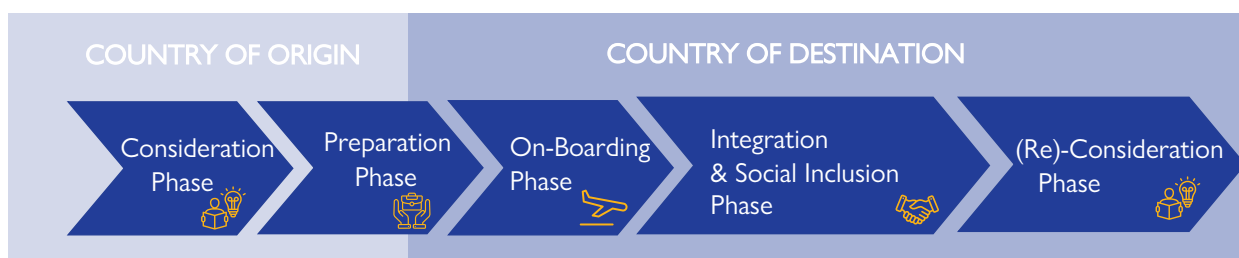 COUNTRY OF ORIGIN
COUNTRY OF DESTINATION
Consideration
Phase
Preparation
Phase
On-Boarding
Phase
Integration
& Social Inclusion
Phase
(Re)-Consideration
Phase